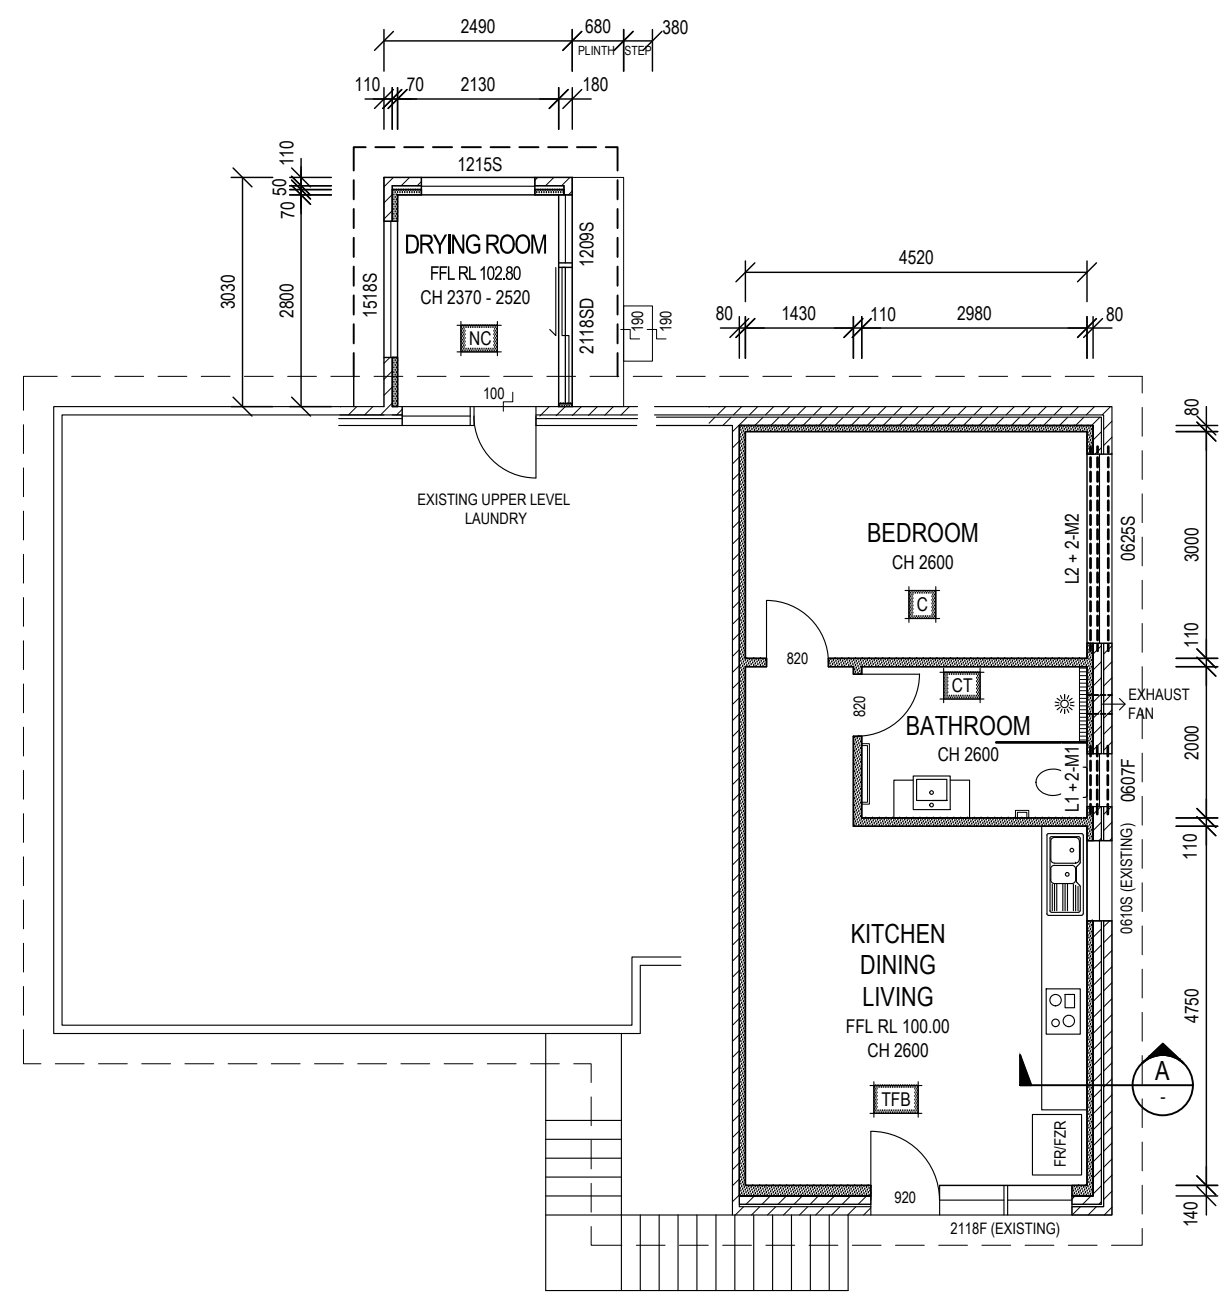 2490
680
380
PLINTH
STEP
110
70
2130
180
110
50
70
3030
2800
1215S
DRYING ROOM
FFL RL 102.80
CH 2370 - 2520
NC
1518S
1209S
2118SD
190
190
100
EXISTING UPPER LEVEL
LAUNDRY
4520
80
1430
110
2980
80
80
BEDROOM
CH 2600
C
L2 + 2-M2
0625S
3000
820
110
820
CT
BATHROOM
CH 2600
EXHAUST
FAN
L1 +2-M1
0607F
2000
110
0610S (EXISTING)
KITCHEN
DINING
LIVING
FFL RL 100.00
CH 2600
TFB
4750
A
-
FR/FZR
920
2118F (EXISTING)
140